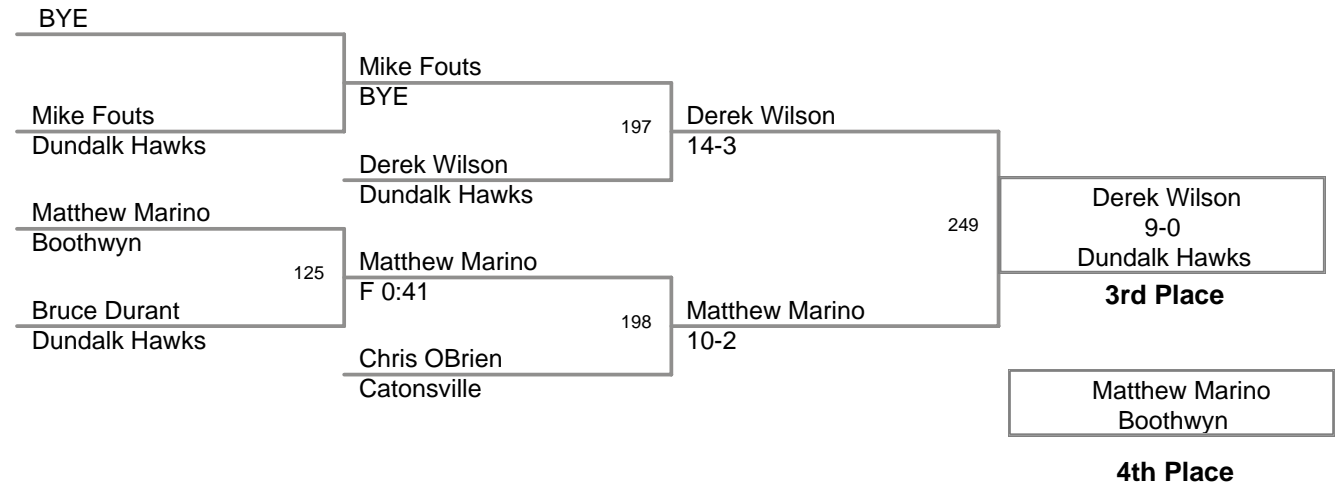 BYE
Mike Fouts
BYE
Mike Fouts
Dundalk Hawks
197
Derek Wilson
14-3
Derek Wilson
Dundalk Hawks
Matthew Marino
Boothwyn
125
Matthew Marino
F 0:41
Bruce Durant
Dundalk Hawks
198
Matthew Marino
10-2
Chris OBrien
Catonsville
249
Derek Wilson
9-0
Dundalk Hawks
3rd Place
Matthew Marino
Boothwyn
4th Place